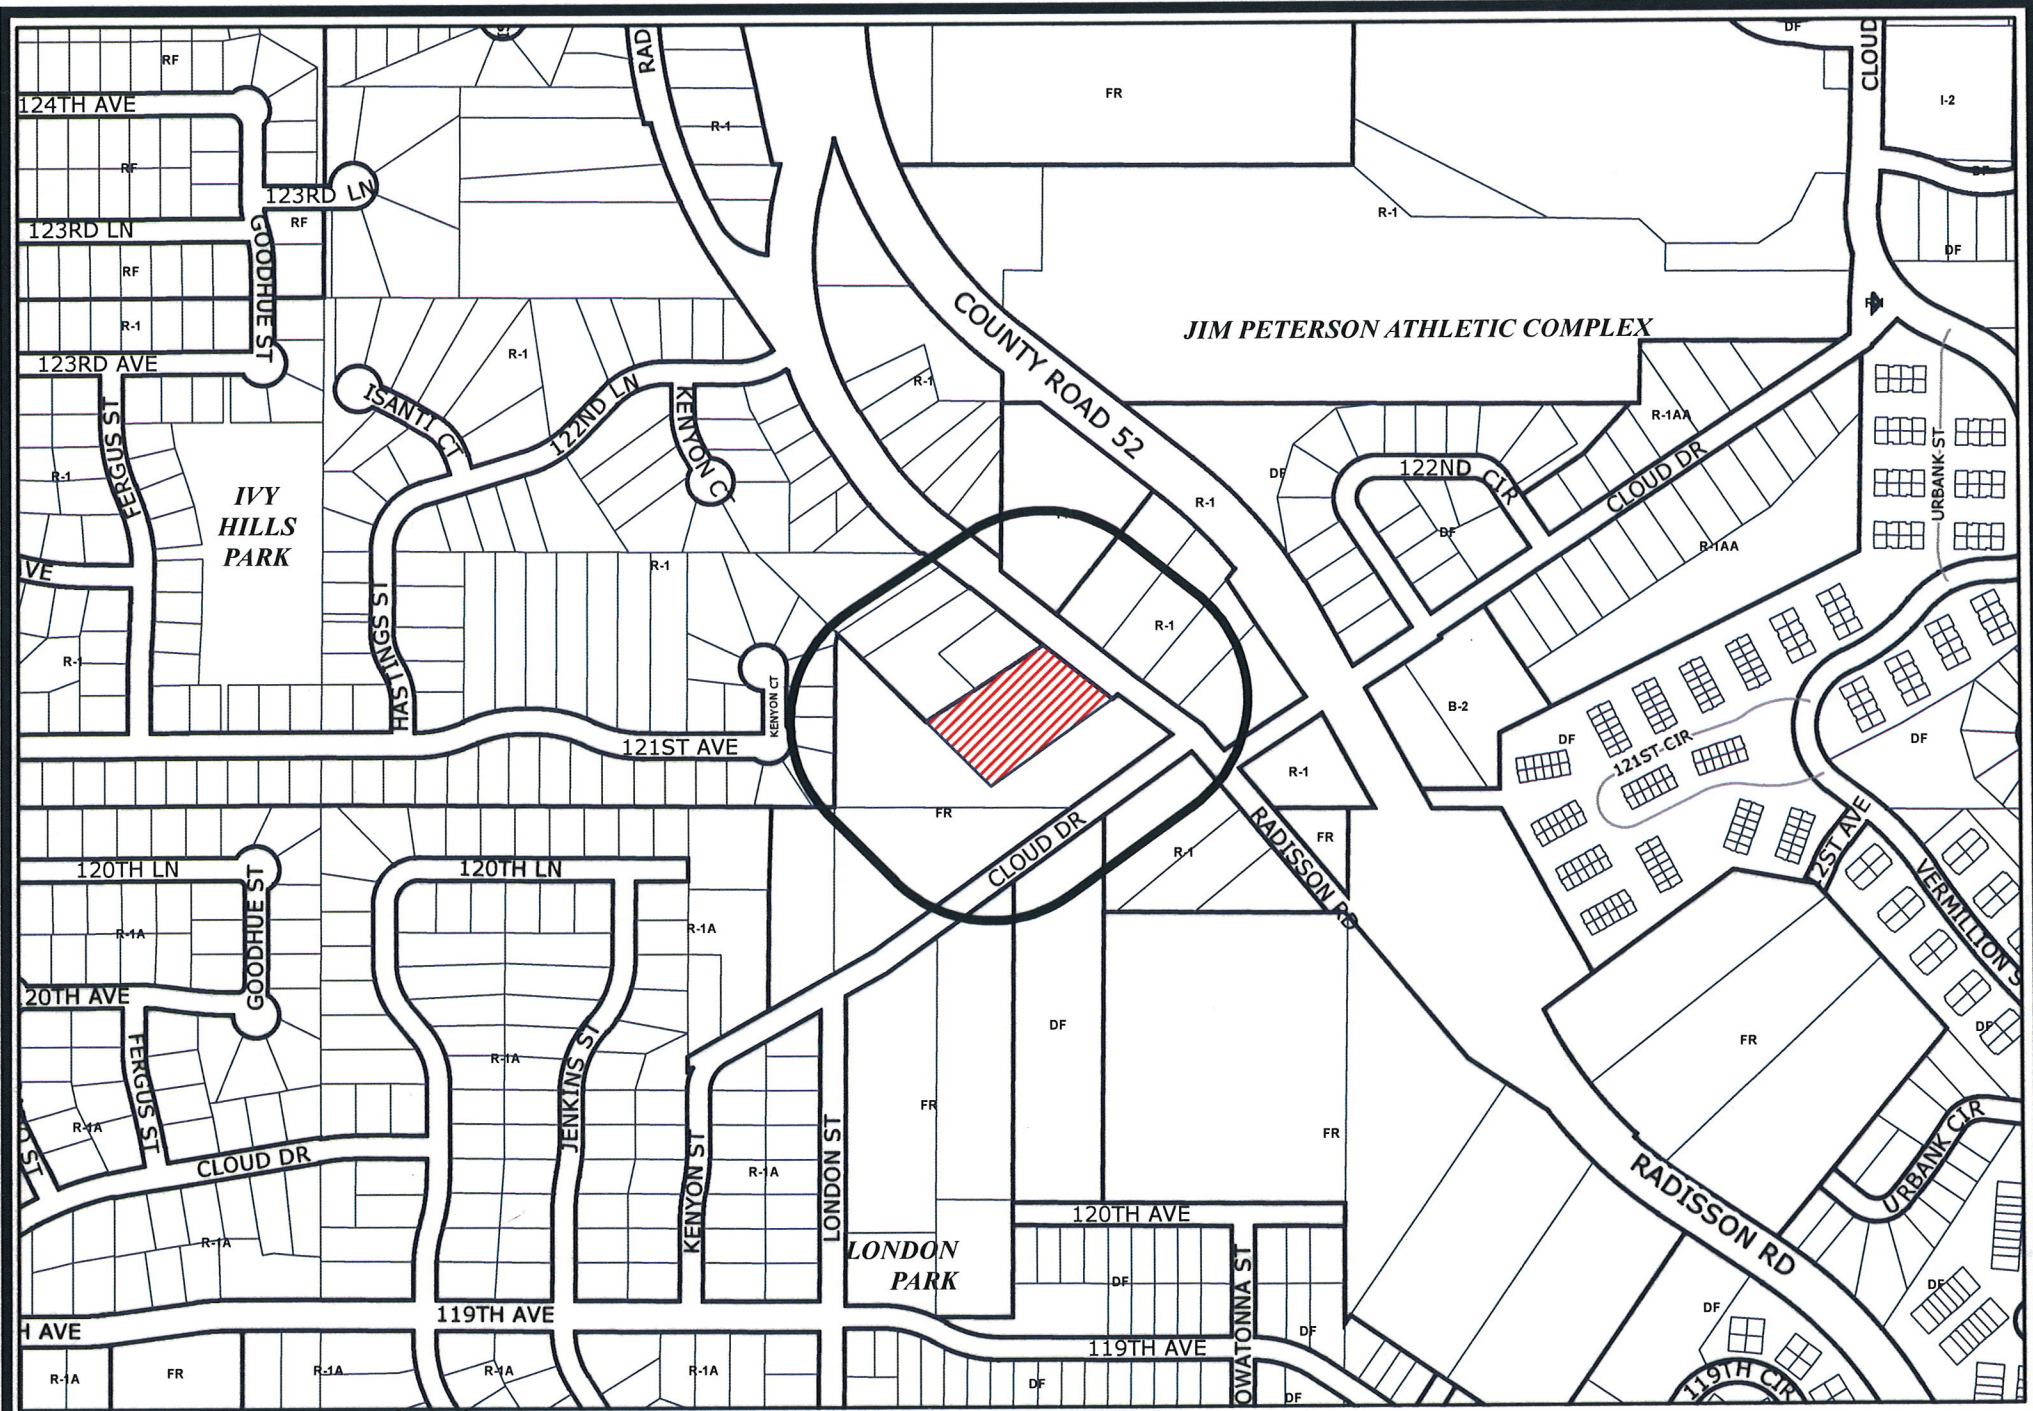 DF
CLOUD
RAD
RF
FR
I-2
124TH AVE
R-1
RF
DF
123RD LN
RF
R-1
123RD LN
GOODHUE ST
DF
RF
COUNTY ROAD 52
JIM PETERSON ATHLETIC COMPLEX
R-1
123RD AVE
R-1
ISANTI CT
122ND LN
KENYON CT
R-1
R-1AA
FERGUS ST
R-1
IVY
HILLS
PARK
122ND CIR
DF
CLOUD DR
URBANK ST
R-1
DF
R-1AA
VE
R-1
HASTINGS ST
R-1
R-1
KENYON CT
B-2
121ST AVE
DF
121ST CIR
DF
R-1
FR
CLOUD DR
RADISSON RD
FR
R-1
VERMILLION S
120TH LN
GOODHUE ST
120TH LN
R-1A
R-1A
20TH AVE
DF
DF
FERGUS ST
R-1A
JENKINS ST
FR
R-1A
FR
FR
CLOUD DR
KENYON ST
R-1A
LONDON ST
URBANK CIR
RADISSON RD
R-1A
LONDON
PARK
120TH AVE
DF
OWATONNA ST
DF
H AVE
119TH AVE
119TH AVE
DF
DF
R-1A
FR
R-1A
R-1A
R-1A
DF
DF
119TH CIR